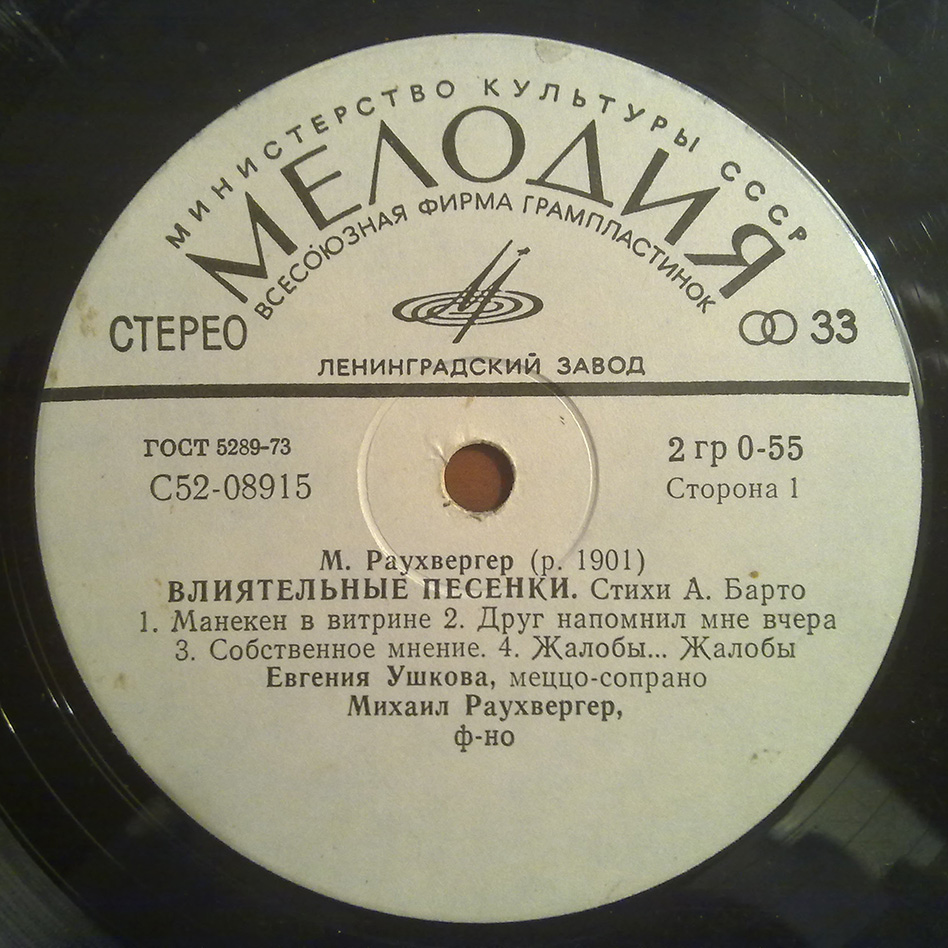 МИНИСТЕРСТВО КУЛЬТУРЫ СССР
МЕЛОДИЯ
ВСЕСОЮЗНАЯ ФИРМА ГРАМПЛАСТИНОК
СТЕРЕО
33
ЛЕНИНГРАДСКИЙ ЗАВОД
ГОСТ 5289-73
2 гр 0-55
С52-08915
Сторона 1
М. Раухвергер (р. 1901)
ВЛИЯТЕЛЬНЫЕ ПЕСЕНКИ. Стихи А. Барто
1. Манекен в витрине 2. Друг напомнил мне вчера
3. Собственное мнение. 4. Жалобы... Жалобы
Евгения Ушкова, меццо-сопрано
Михаил Раухвергер,
ф-но